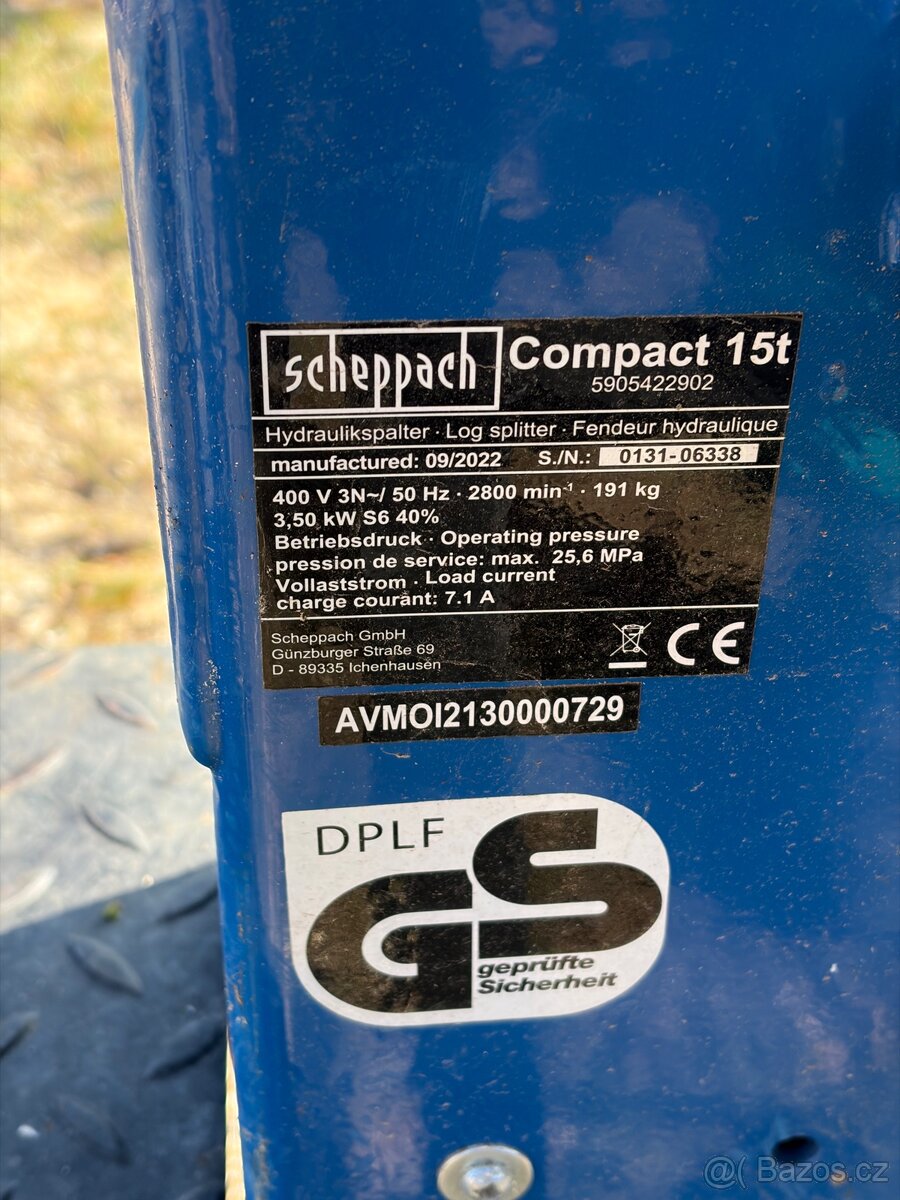 scheppach
Compact 15t
5905422902
Hydraulikspalter · Log splitter · Fendeur hydraulique
manufactured: 09/2022 S./N.: 0131-06338
400 V 3N~/ 50 Hz · 2800 min⁻¹ · 191 kg
3,50 kW S6 40%
Betriebsdruck · Operating pressure
pression de service: max. 25,6 MPa
Vollaststrom · Load current
charge courant: 7.1 A
Scheppach GmbH
Günzburger Straße 69
D - 89335 Ichenhausen
CE
AVMOI2130000729
DPLF
GS
geprüfte
Sicherheit
@( Bazos.cz